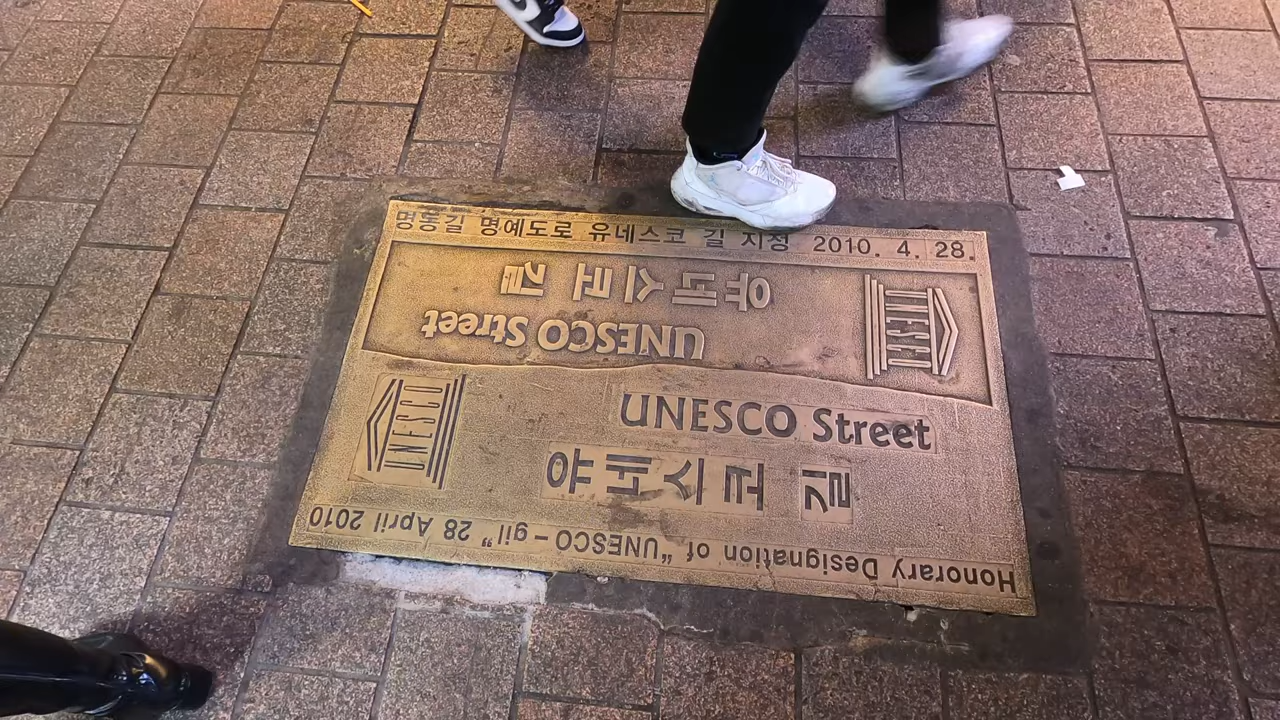 명동길 명예도로 유네스코 길 지정 2010. 4. 28.
유네스코 길
UNESCO Street
UNESCO
UNESCO Street
유네스코 길
UNESCO
Honorary Designation of "UNESCO-gil" 28 April 2010